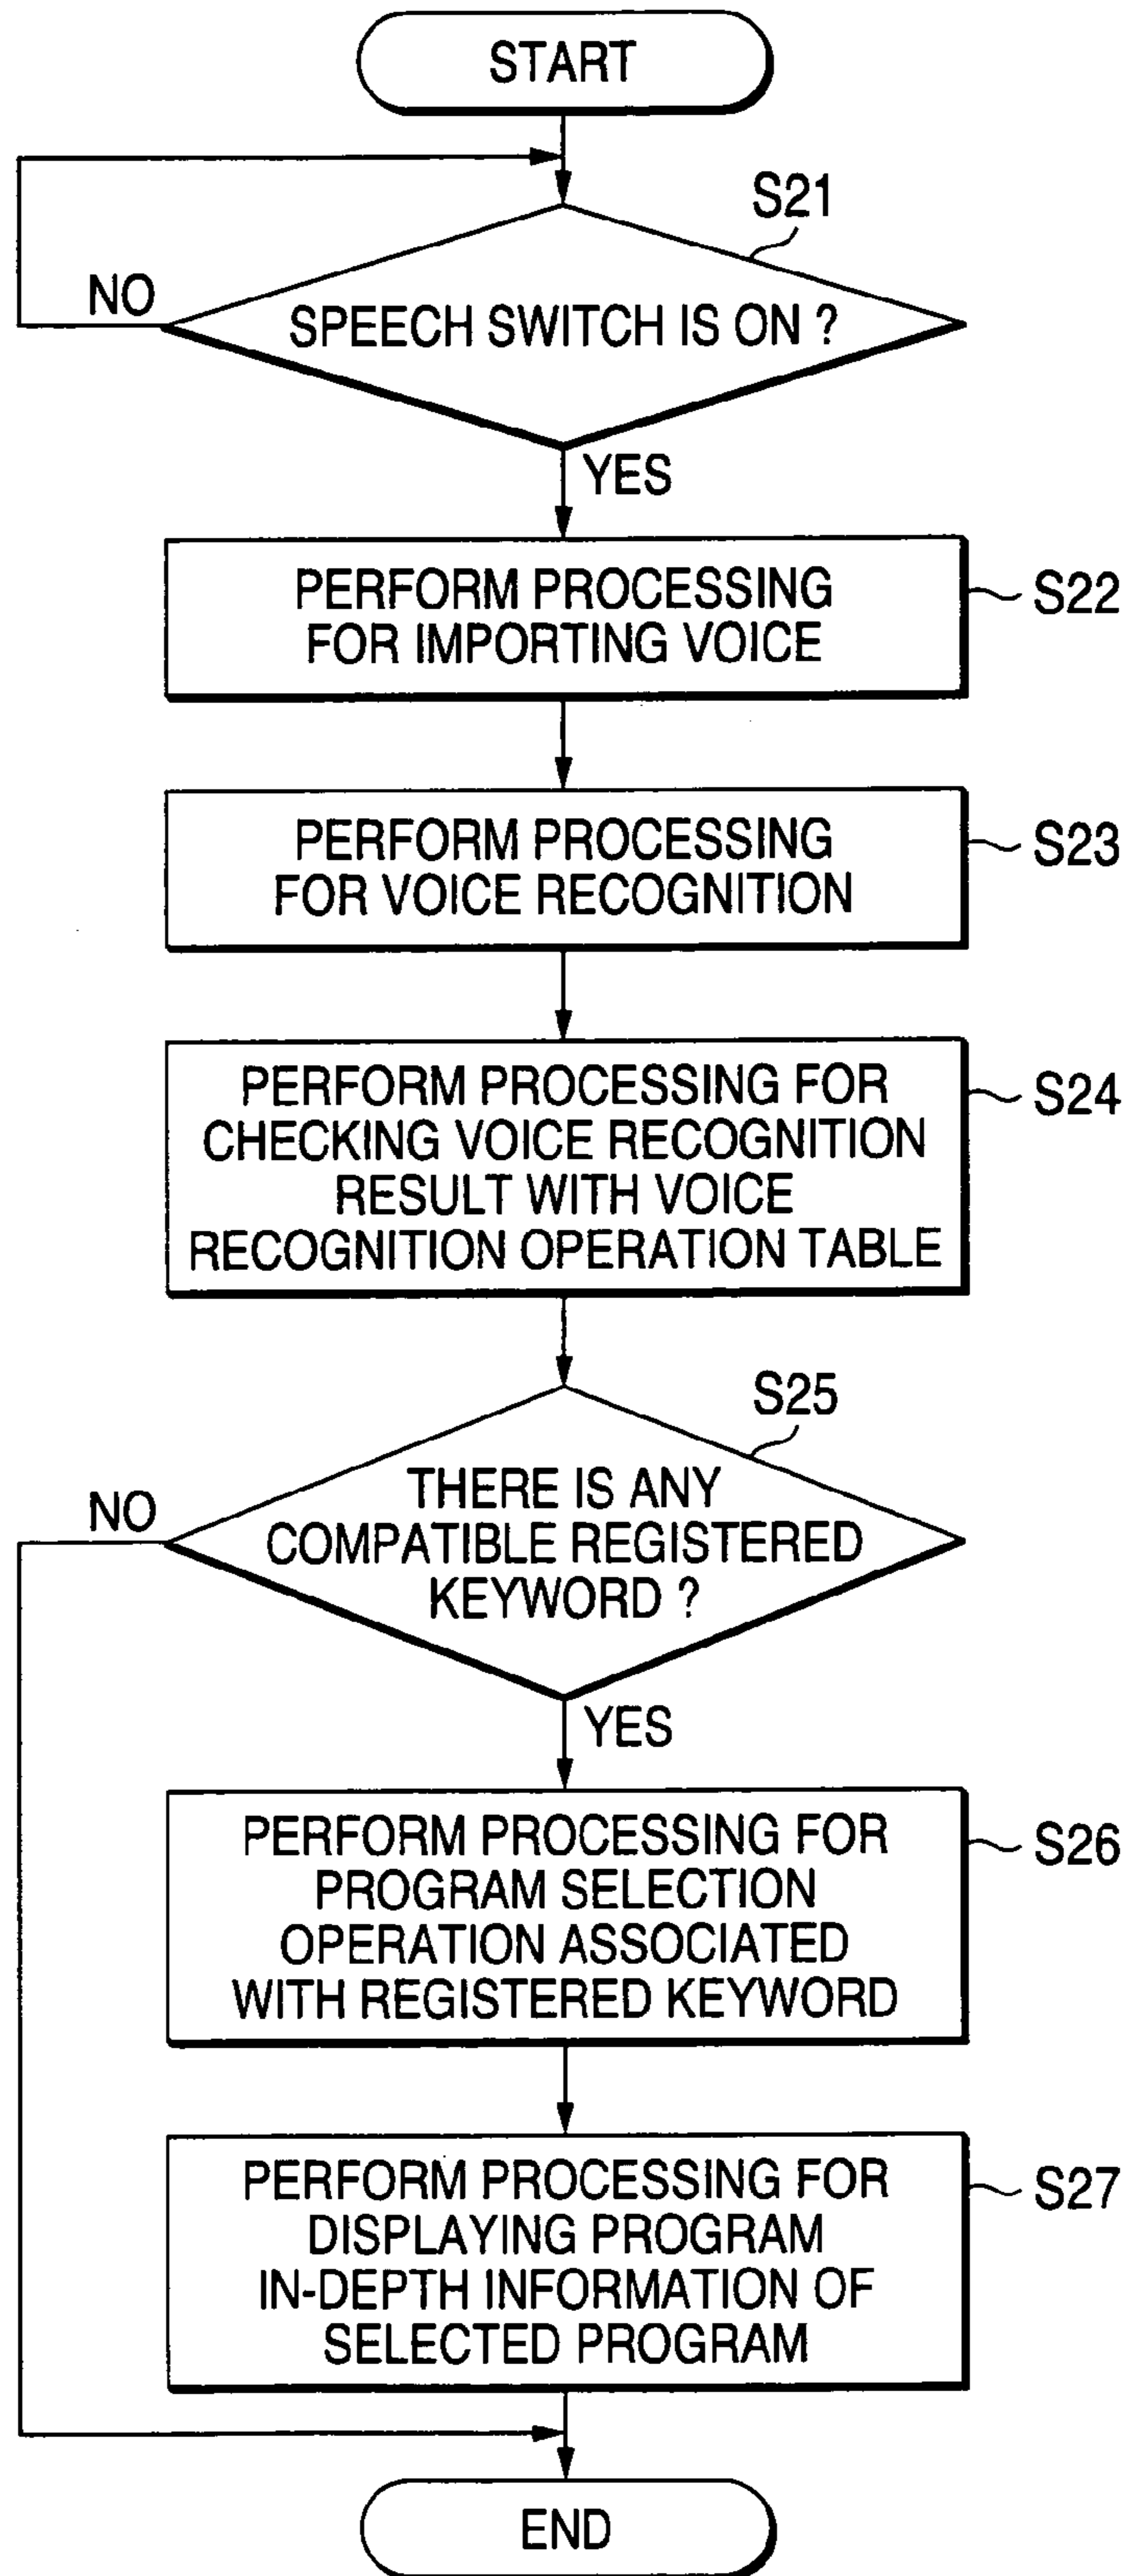 START
S21
NO
SPEECH SWITCH IS ON ?
YES
PERFORM PROCESSING
FOR IMPORTING VOICE
S22
PERFORM PROCESSING
FOR VOICE RECOGNITION
S23
PERFORM PROCESSING FOR
CHECKING VOICE RECOGNITION
RESULT WITH VOICE
RECOGNITION OPERATION TABLE
S24
S25
NO
THERE IS ANY
COMPATIBLE REGISTERED
KEYWORD ?
YES
PERFORM PROCESSING FOR
PROGRAM SELECTION
OPERATION ASSOCIATED
WITH REGISTERED KEYWORD
S26
PERFORM PROCESSING FOR
DISPLAYING PROGRAM
IN-DEPTH INFORMATION OF
SELECTED PROGRAM
S27
END